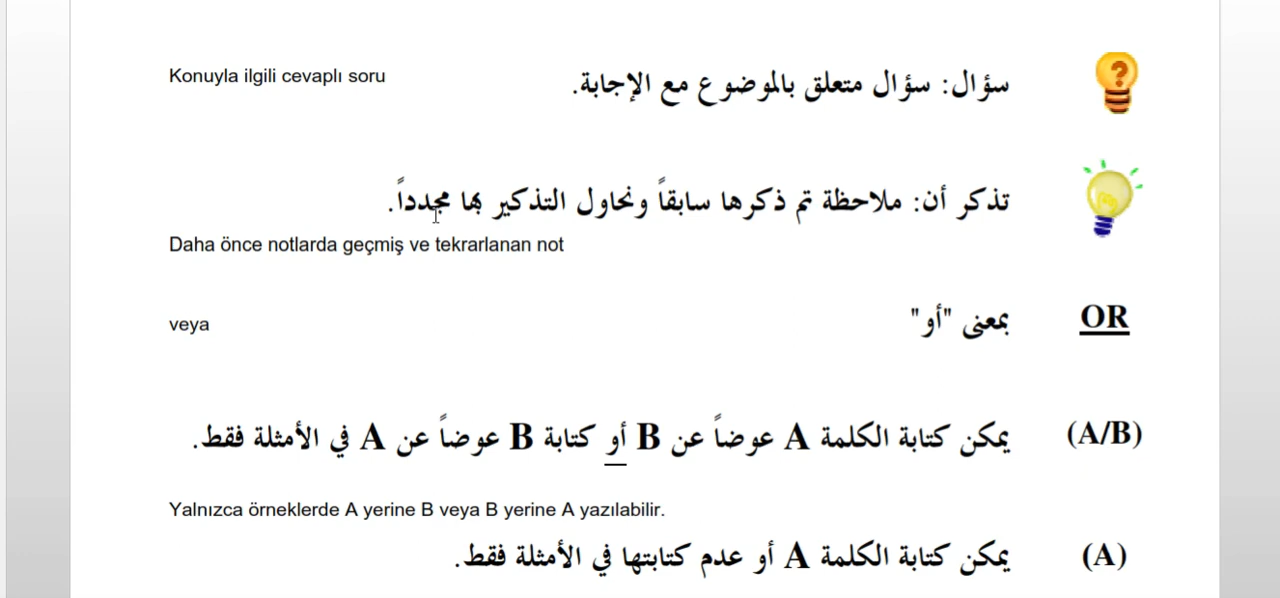 Konuyla ilgili cevaplı soru
سؤال: سؤال متعلق بالموضوع مع الإجابة.
?
تذكر أن: ملاحظة تم ذكرها سابقاً ونحاول التذكير بها مجدداً.
Daha önce notlarda geçmiş ve tekrarlanan not
veya
OR بمعنى "أو"
(A/B) يمكن كتابة الكلمة A عوضاً عن B أو كتابة B عوضاً عن A في الأمثلة فقط.
Yalnızca örneklerde A yerine B veya B yerine A yazılabilir.
(A) يمكن كتابة الكلمة A أو عدم كتابتها في الأمثلة فقط.